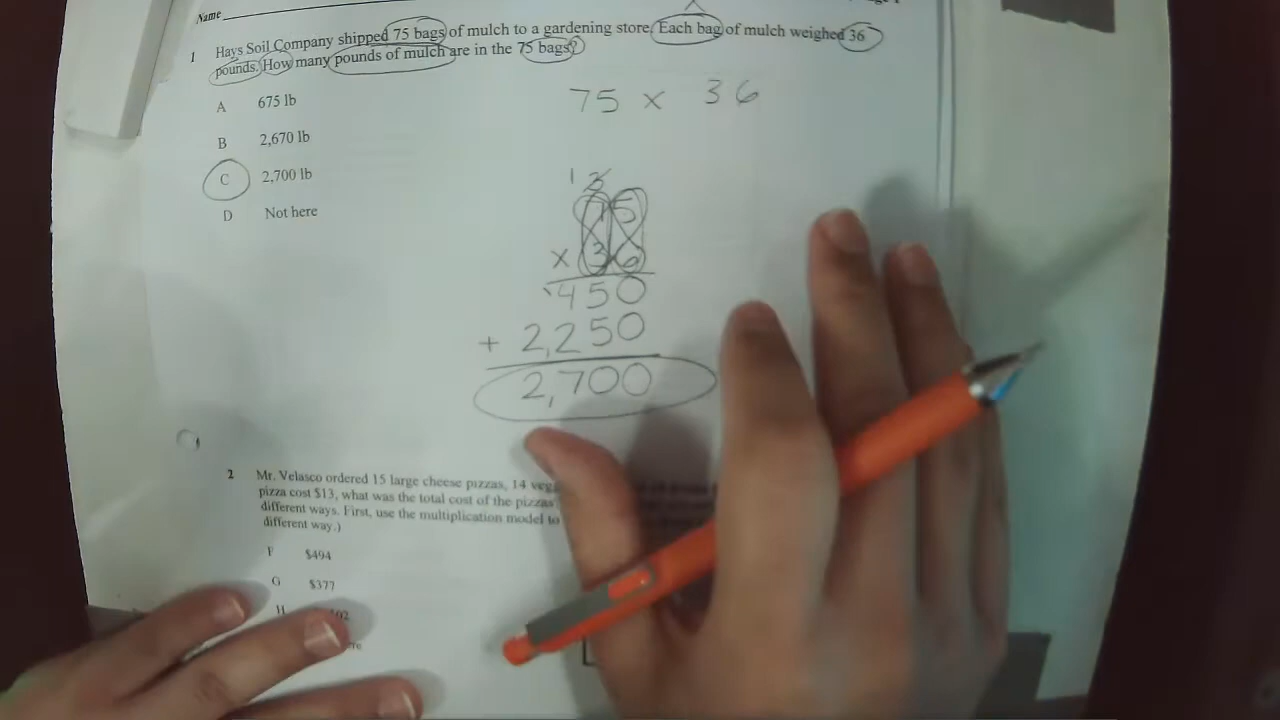 Name
1 Hays Soil Company shipped 75 bags of mulch to a gardening store. Each bag of mulch weighed 36
pounds. How many pounds of mulch are in the 75 bags?
A 675 lb
B 2,670 lb
C 2,700 lb
D Not here
75 x 36
1 3
75
x 36
450
+ 2,250
2,700
2 Mr. Velasco ordered 15 large cheese pizzas, 14
pizza cost $13, what was the total cost of the pizzas
different ways. First, use the multiplication model to
different way.)
F $494
G $377
H